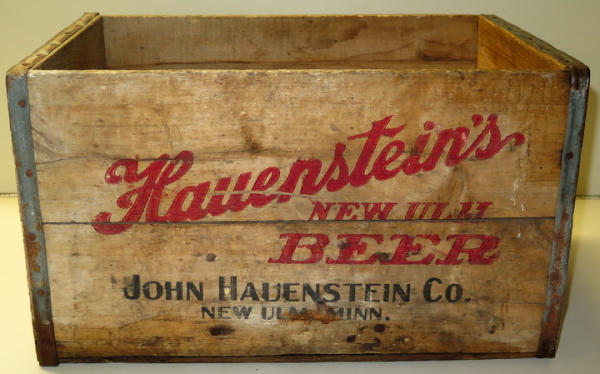 Hauenstein's
NEW ULM
BEER
JOHN HAUENSTEIN CO.
NEW ULM, MINN.